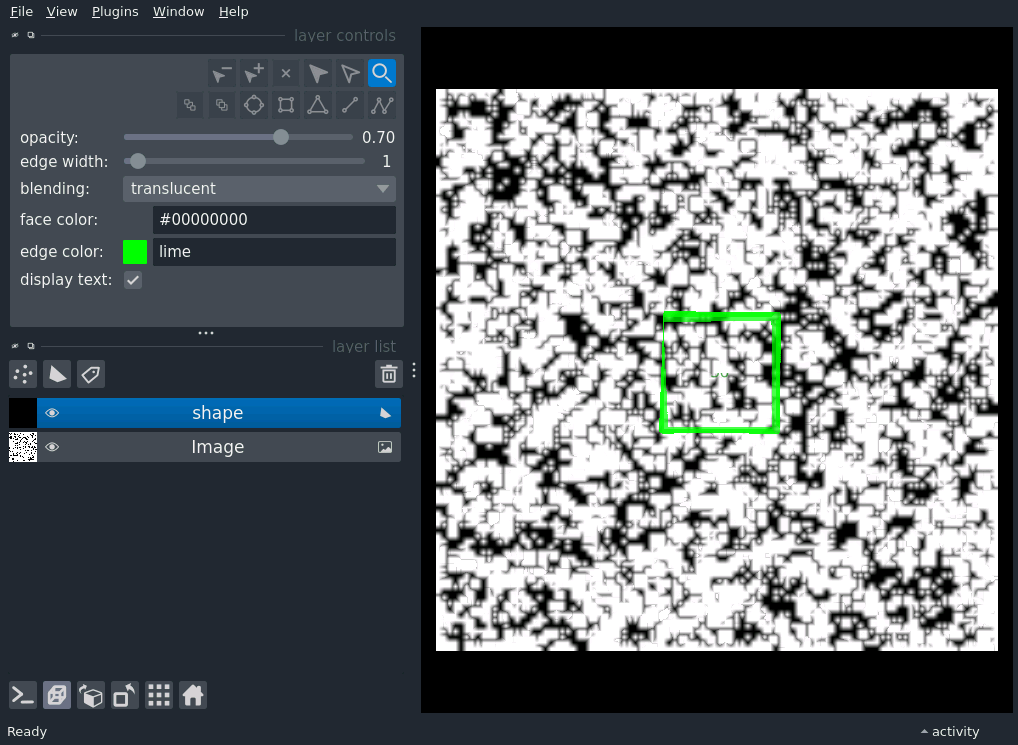 File View Plugins Window Help
layer controls
opacity: 0.70
edge width: 1
blending: translucent
face color: #00000000
edge color: lime
display text:
layer list
shape
Image
Ready
activity